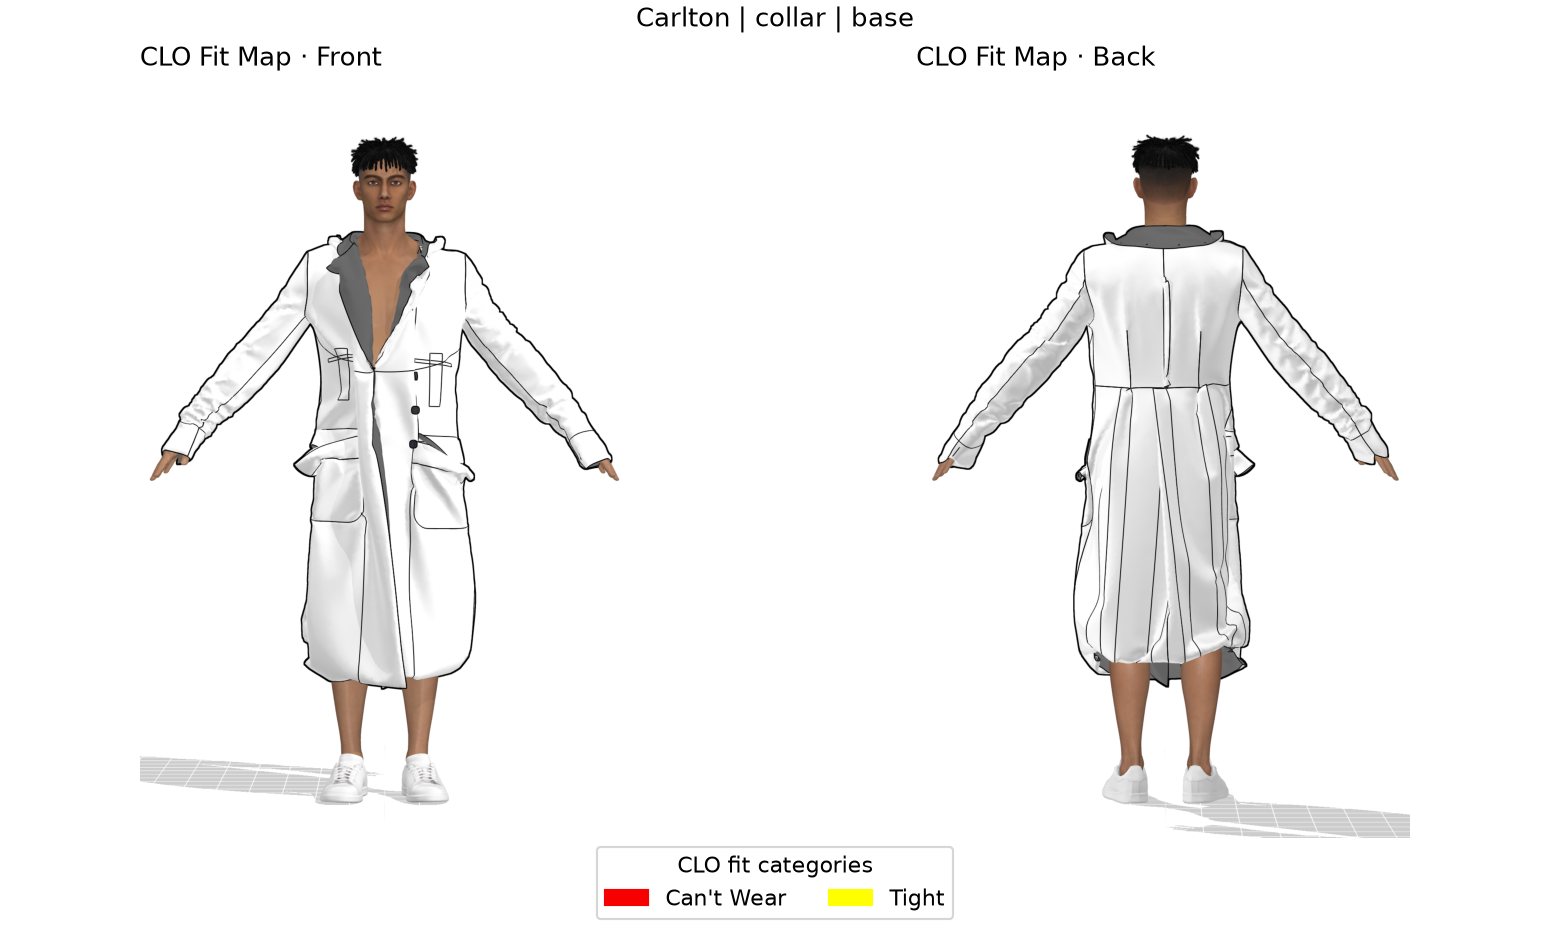 Carlton | collar | base
CLO Fit Map · Front
CLO Fit Map · Back
CLO fit categories
Can't Wear
Tight